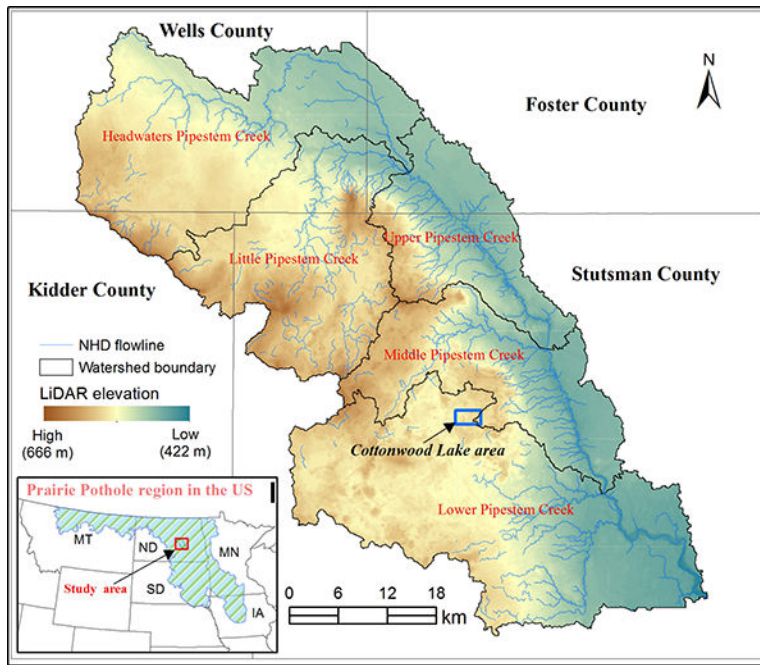 Wells County
N
Foster County
Headwaters Pipestem Creek
Upper Pipestem Creek
Little Pipestem Creek
Stutsman County
Kidder County
NHD flowline
Watershed boundary
Middle Pipestem Creek
LiDAR elevation
High
(666 m)
Low
(422 m)
Cottonwood Lake area
Prairie Pothole region in the US
Lower Pipestem Creek
MT
ND
MN
Study area
SD
IA
0 6 12 18
km